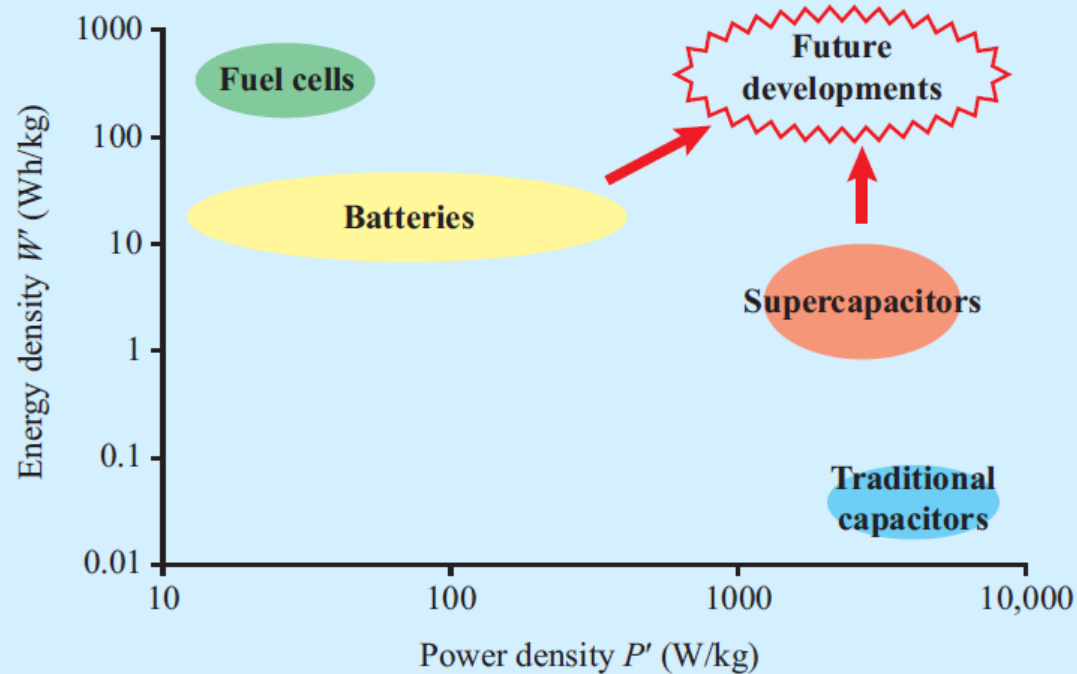 1000
100
10
1
0.1
0.01
Energy density W′ (Wh/kg)
Fuel cells
Future
developments
Batteries
Supercapacitors
Traditional
capacitors
10
100
1000
10,000
Power density P′ (W/kg)